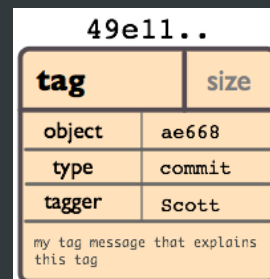 49e11..
tag size
object ae668
type commit
tagger Scott
my tag message that explains
this tag